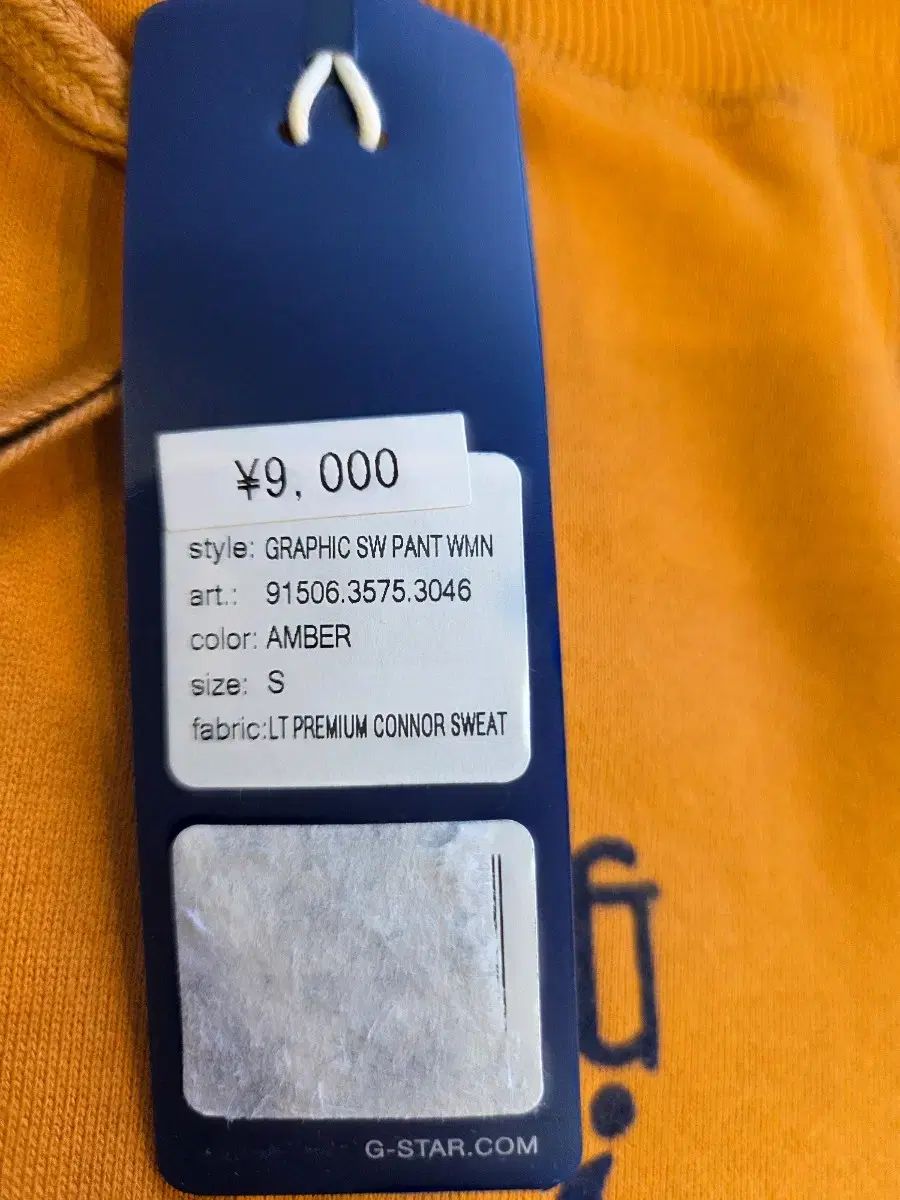 ¥9,000
style: GRAPHIC SW PANT WMN
art.: 91506.3575.3046
color: AMBER
size: S
fabric:LT PREMIUM CONNOR SWEAT
G-STAR.COM